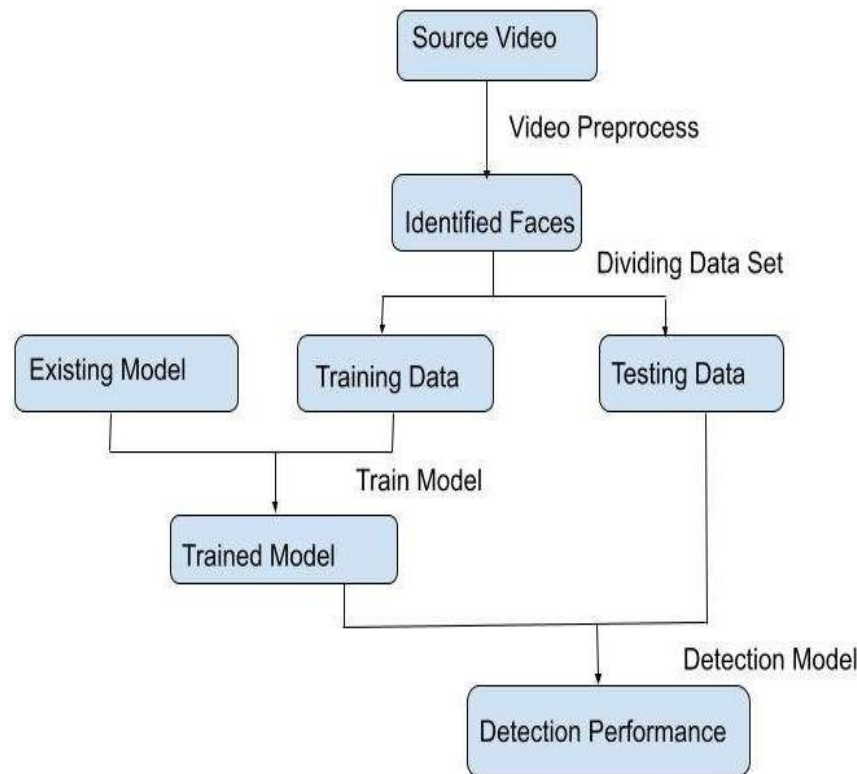 Source Video
Video Preprocess
Identified Faces
Dividing Data Set
Existing Model
Training Data
Testing Data
Train Model
Trained Model
Detection Model
Detection Performance